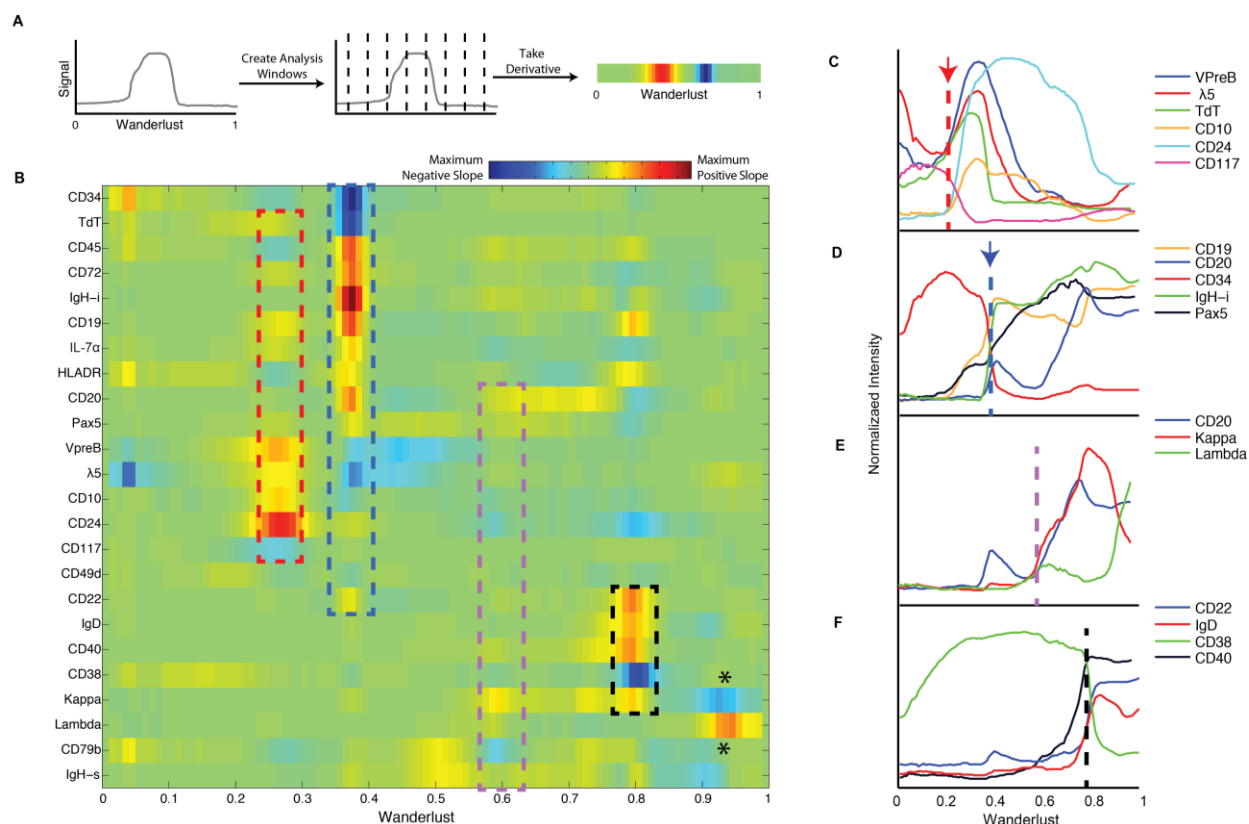 A
Signal
0
Wanderlust
1
Create Analysis
Windows
Take
Derivative
0
Wanderlust
1
B
Maximum
Negative Slope
Maximum
Positive Slope
CD34
TdT
CD45
CD72
IgH−i
CD19
IL−7α
HLADR
CD20
Pax5
VpreB
λ5
CD10
CD24
CD117
CD49d
CD22
IgD
CD40
CD38
Kappa
Lambda
CD79b
IgH−s
*
*
0 0.1 0.2 0.3 0.4 0.5 0.6 0.7 0.8 0.9 1
Wanderlust
Normalizaed Intensity
C
VPreB
λ5
TdT
CD10
CD24
CD117
D
CD19
CD20
CD34
IgH−i
Pax5
E
CD20
Kappa
Lambda
F
CD22
IgD
CD38
CD40
0 0.2 0.4 0.6 0.8 1
Wanderlust